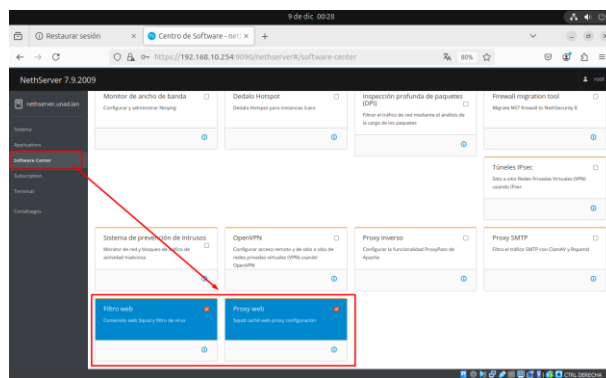 9 de dic 00:28
Restaurar sesión
Centro de Software - neti
https://192.168.10.254:9090/nethserver#/software-center
80%
NethServer 7.9.2009
root
nethserver.unad.lan
Sistema
Applications
Software Center
Subscription
Terminal
Cortafuegos
Monitor de ancho de banda
Configurar y administrar Ntopng
Dedalo Hotspot
Dedalo Hotspot para instancias Icaro
Inspección profunda de paquetes
(DPI)
Filtrar el tráfico de red mediante el análisis de
la carga de los paquetes
Firewall migration tool
Migrate NS7 firewall to NethSecurity 8
Túneles IPsec
Sitio a sitio Redes Privadas Virtuales (VPN)
usando IPsec
Sistema de prevención de intrusos
Monitor de red y bloqueo de tráfico de
actividad maliciosa
OpenVPN
Configurar acceso remoto y de sitio a sitio de
redes privadas virtuales (VPN) usando
OpenVPN
Proxy inverso
Configurar la funcionalidad ProxyPass de
Apache
Proxy SMTP
Filtra el tráfico SMTP con ClamAV y Rspamd
Filtro web
Contenido web Squid y filtro de virus
Proxy web
Squid caché web proxy configuración
CTRL DERECHA